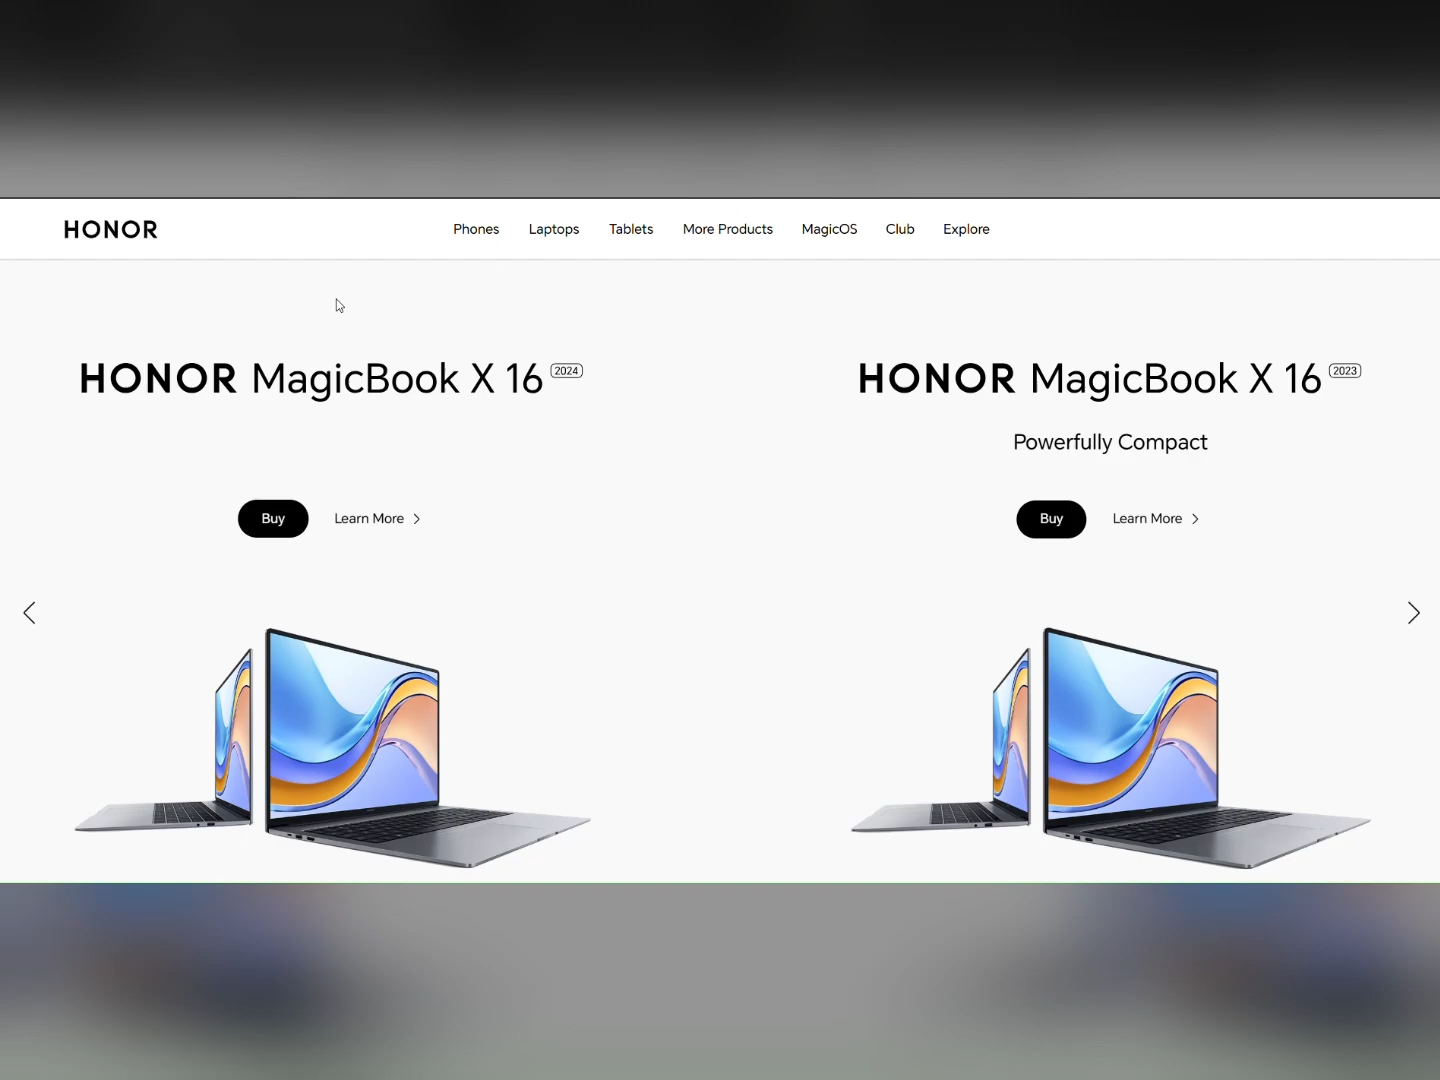 HONOR
Phones Laptops Tablets More Products MagicOS Club Explore
HONOR MagicBook X 16 2024
Buy Learn More
HONOR MagicBook X 16 2023
Powerfully Compact
Buy Learn More